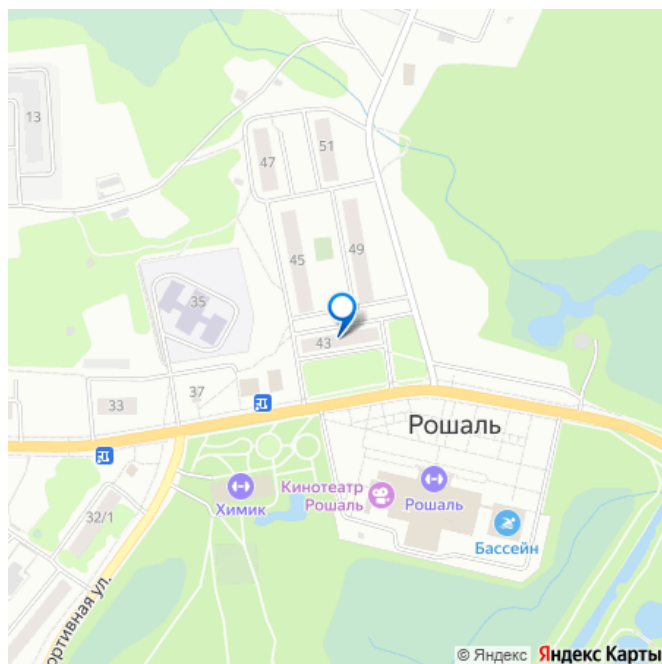 13
51
47
49
45
35
43
37
33
Рошаль
Кинотеатр
Рошаль
Рошаль
Химик
32/1
Бассейн
ортивная ул.
© Яндекс Яндекс Карты